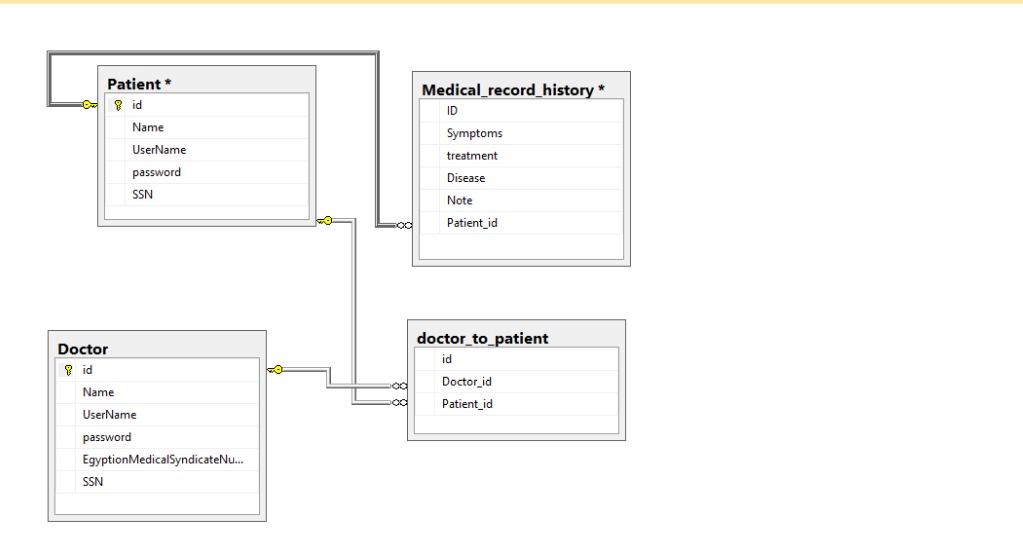 Patient *
id
Name
UserName
password
SSN
Medical_record_history *
ID
Symptoms
treatment
Disease
Note
Patient_id
Doctor
id
Name
UserName
password
EgyptionMedicalSyndicateNu...
SSN
doctor_to_patient
id
Doctor_id
Patient_id